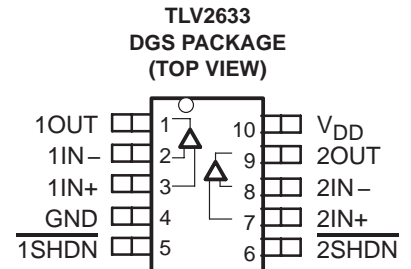 TLV2633
DGS PACKAGE
(TOP VIEW)
1OUT 1 10 VDD
1IN− 2 9 2OUT
1IN+ 3 8 2IN−
GND 4 7 2IN+
1SHDN 5 6 2SHDN